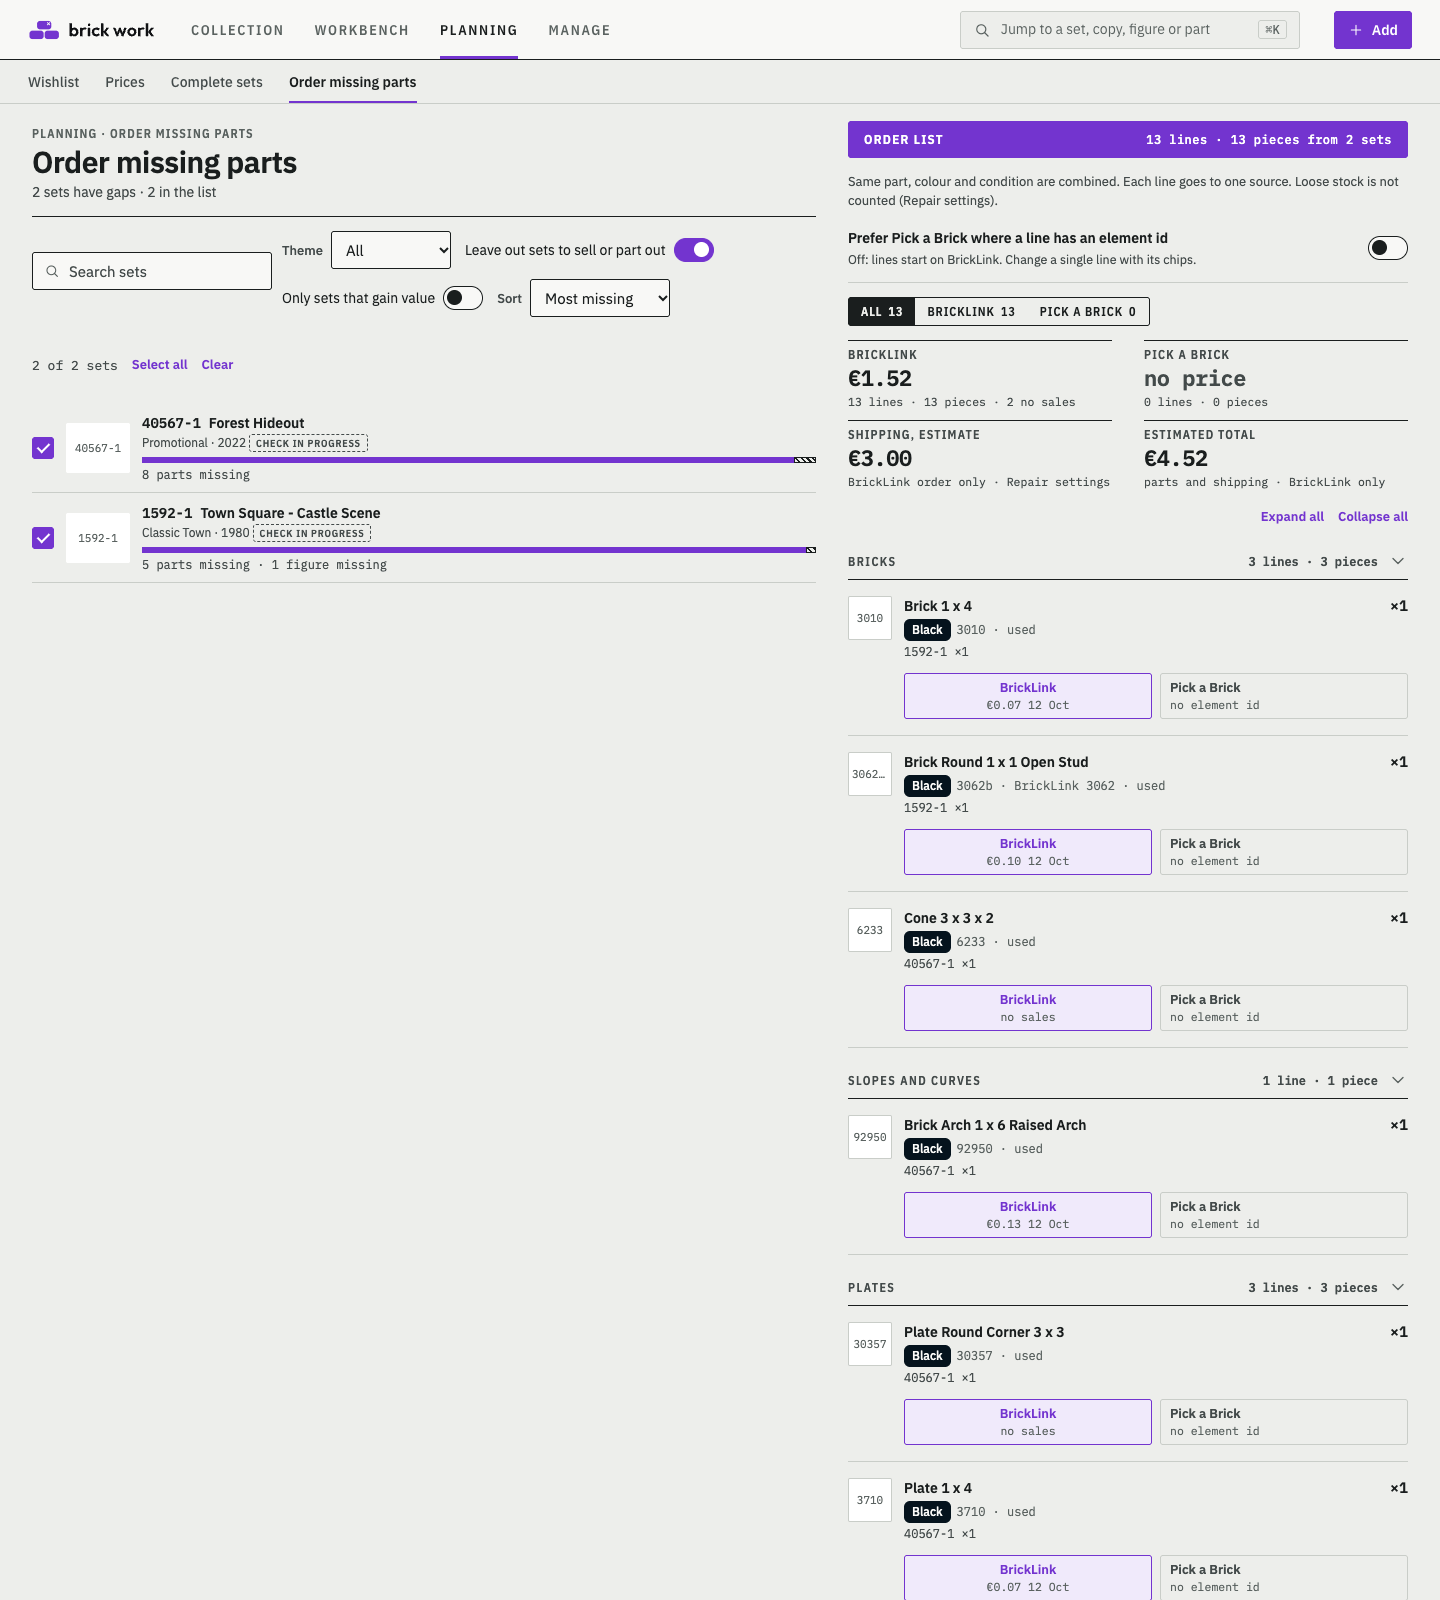 brick work
COLLECTION
WORKBENCH
PLANNING
MANAGE
Jump to a set, copy, figure or part
⌘K
+ Add
Wishlist
Prices
Complete sets
Order missing parts
PLANNING · ORDER MISSING PARTS
Order missing parts
2 sets have gaps · 2 in the list
Search sets
Theme
All
Leave out sets to sell or part out
Only sets that gain value
Sort
Most missing
2 of 2 sets
Select all
Clear
40567-1
40567-1 Forest Hideout
Promotional · 2022 CHECK IN PROGRESS
8 parts missing
1592-1
1592-1 Town Square - Castle Scene
Classic Town · 1980 CHECK IN PROGRESS
5 parts missing · 1 figure missing
ORDER LIST
13 lines · 13 pieces from 2 sets
Same part, colour and condition are combined. Each line goes to one source. Loose stock is not
counted (Repair settings).
Prefer Pick a Brick where a line has an element id
Off: lines start on BrickLink. Change a single line with its chips.
ALL 13
BRICKLINK 13
PICK A BRICK 0
BRICKLINK
€1.52
13 lines · 13 pieces · 2 no sales
PICK A BRICK
no price
0 lines · 0 pieces
SHIPPING, ESTIMATE
€3.00
BrickLink order only · Repair settings
ESTIMATED TOTAL
€4.52
parts and shipping · BrickLink only
Expand all
Collapse all
BRICKS
3 lines · 3 pieces
3010
Brick 1 x 4
×1
Black 3010 · used
1592-1 ×1
BrickLink
€0.07 12 Oct
Pick a Brick
no element id
3062…
Brick Round 1 x 1 Open Stud
×1
Black 3062b · BrickLink 3062 · used
1592-1 ×1
BrickLink
€0.10 12 Oct
Pick a Brick
no element id
6233
Cone 3 x 3 x 2
×1
Black 6233 · used
40567-1 ×1
BrickLink
no sales
Pick a Brick
no element id
SLOPES AND CURVES
1 line · 1 piece
92950
Brick Arch 1 x 6 Raised Arch
×1
Black 92950 · used
40567-1 ×1
BrickLink
€0.13 12 Oct
Pick a Brick
no element id
PLATES
3 lines · 3 pieces
30357
Plate Round Corner 3 x 3
×1
Black 30357 · used
40567-1 ×1
BrickLink
no sales
Pick a Brick
no element id
3710
Plate 1 x 4
×1
Black 3710 · used
40567-1 ×1
BrickLink
€0.07 12 Oct
Pick a Brick
no element id